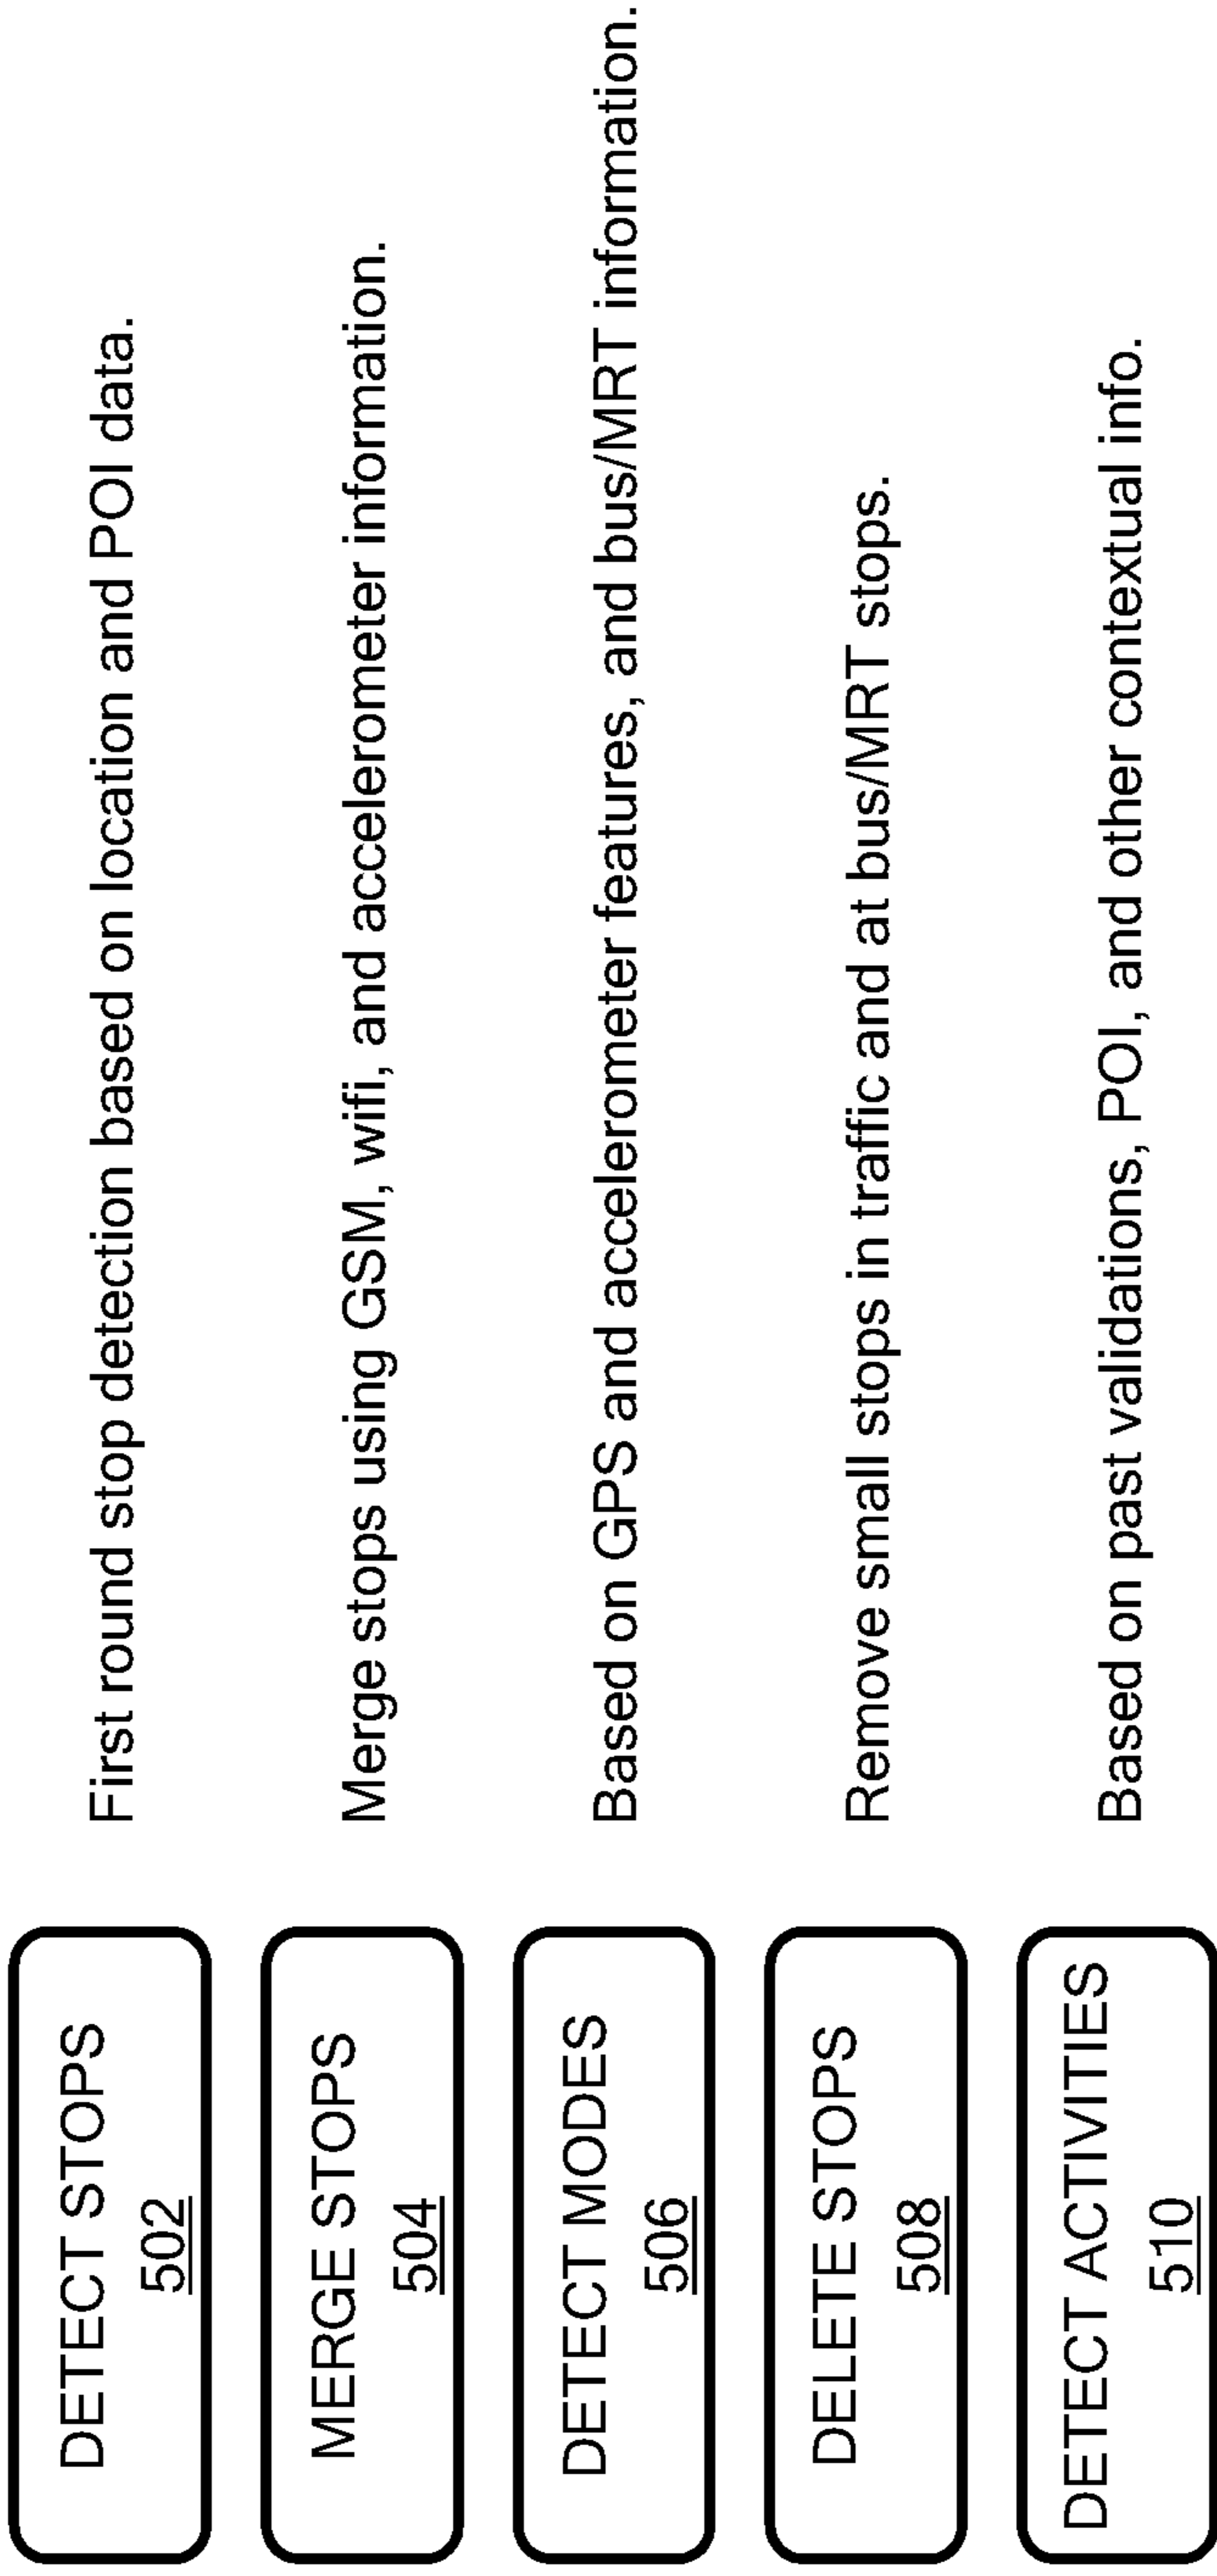 DETECT STOPS
502
First round stop detection based on location and POI data.
MERGE STOPS
504
Merge stops using GSM, wifi, and accelerometer information.
DETECT MODES
506
Based on GPS and accelerometer features, and bus/MRT information.
DELETE STOPS
508
Remove small stops in traffic and at bus/MRT stops.
DETECT ACTIVITIES
510
Based on past validations, POI, and other contextual info.